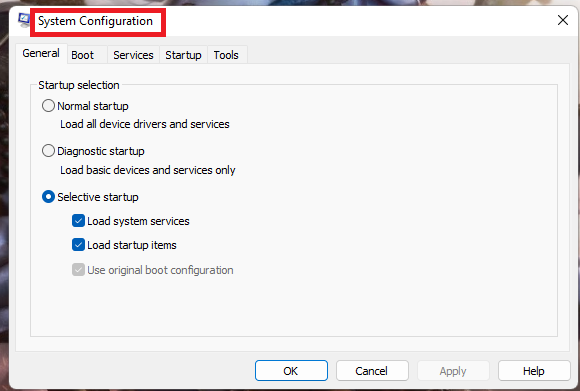 System Configuration
General Boot Services Startup Tools
Startup selection
Normal startup
Load all device drivers and services
Diagnostic startup
Load basic devices and services only
Selective startup
Load system services
Load startup items
Use original boot configuration
OK Cancel Apply Help